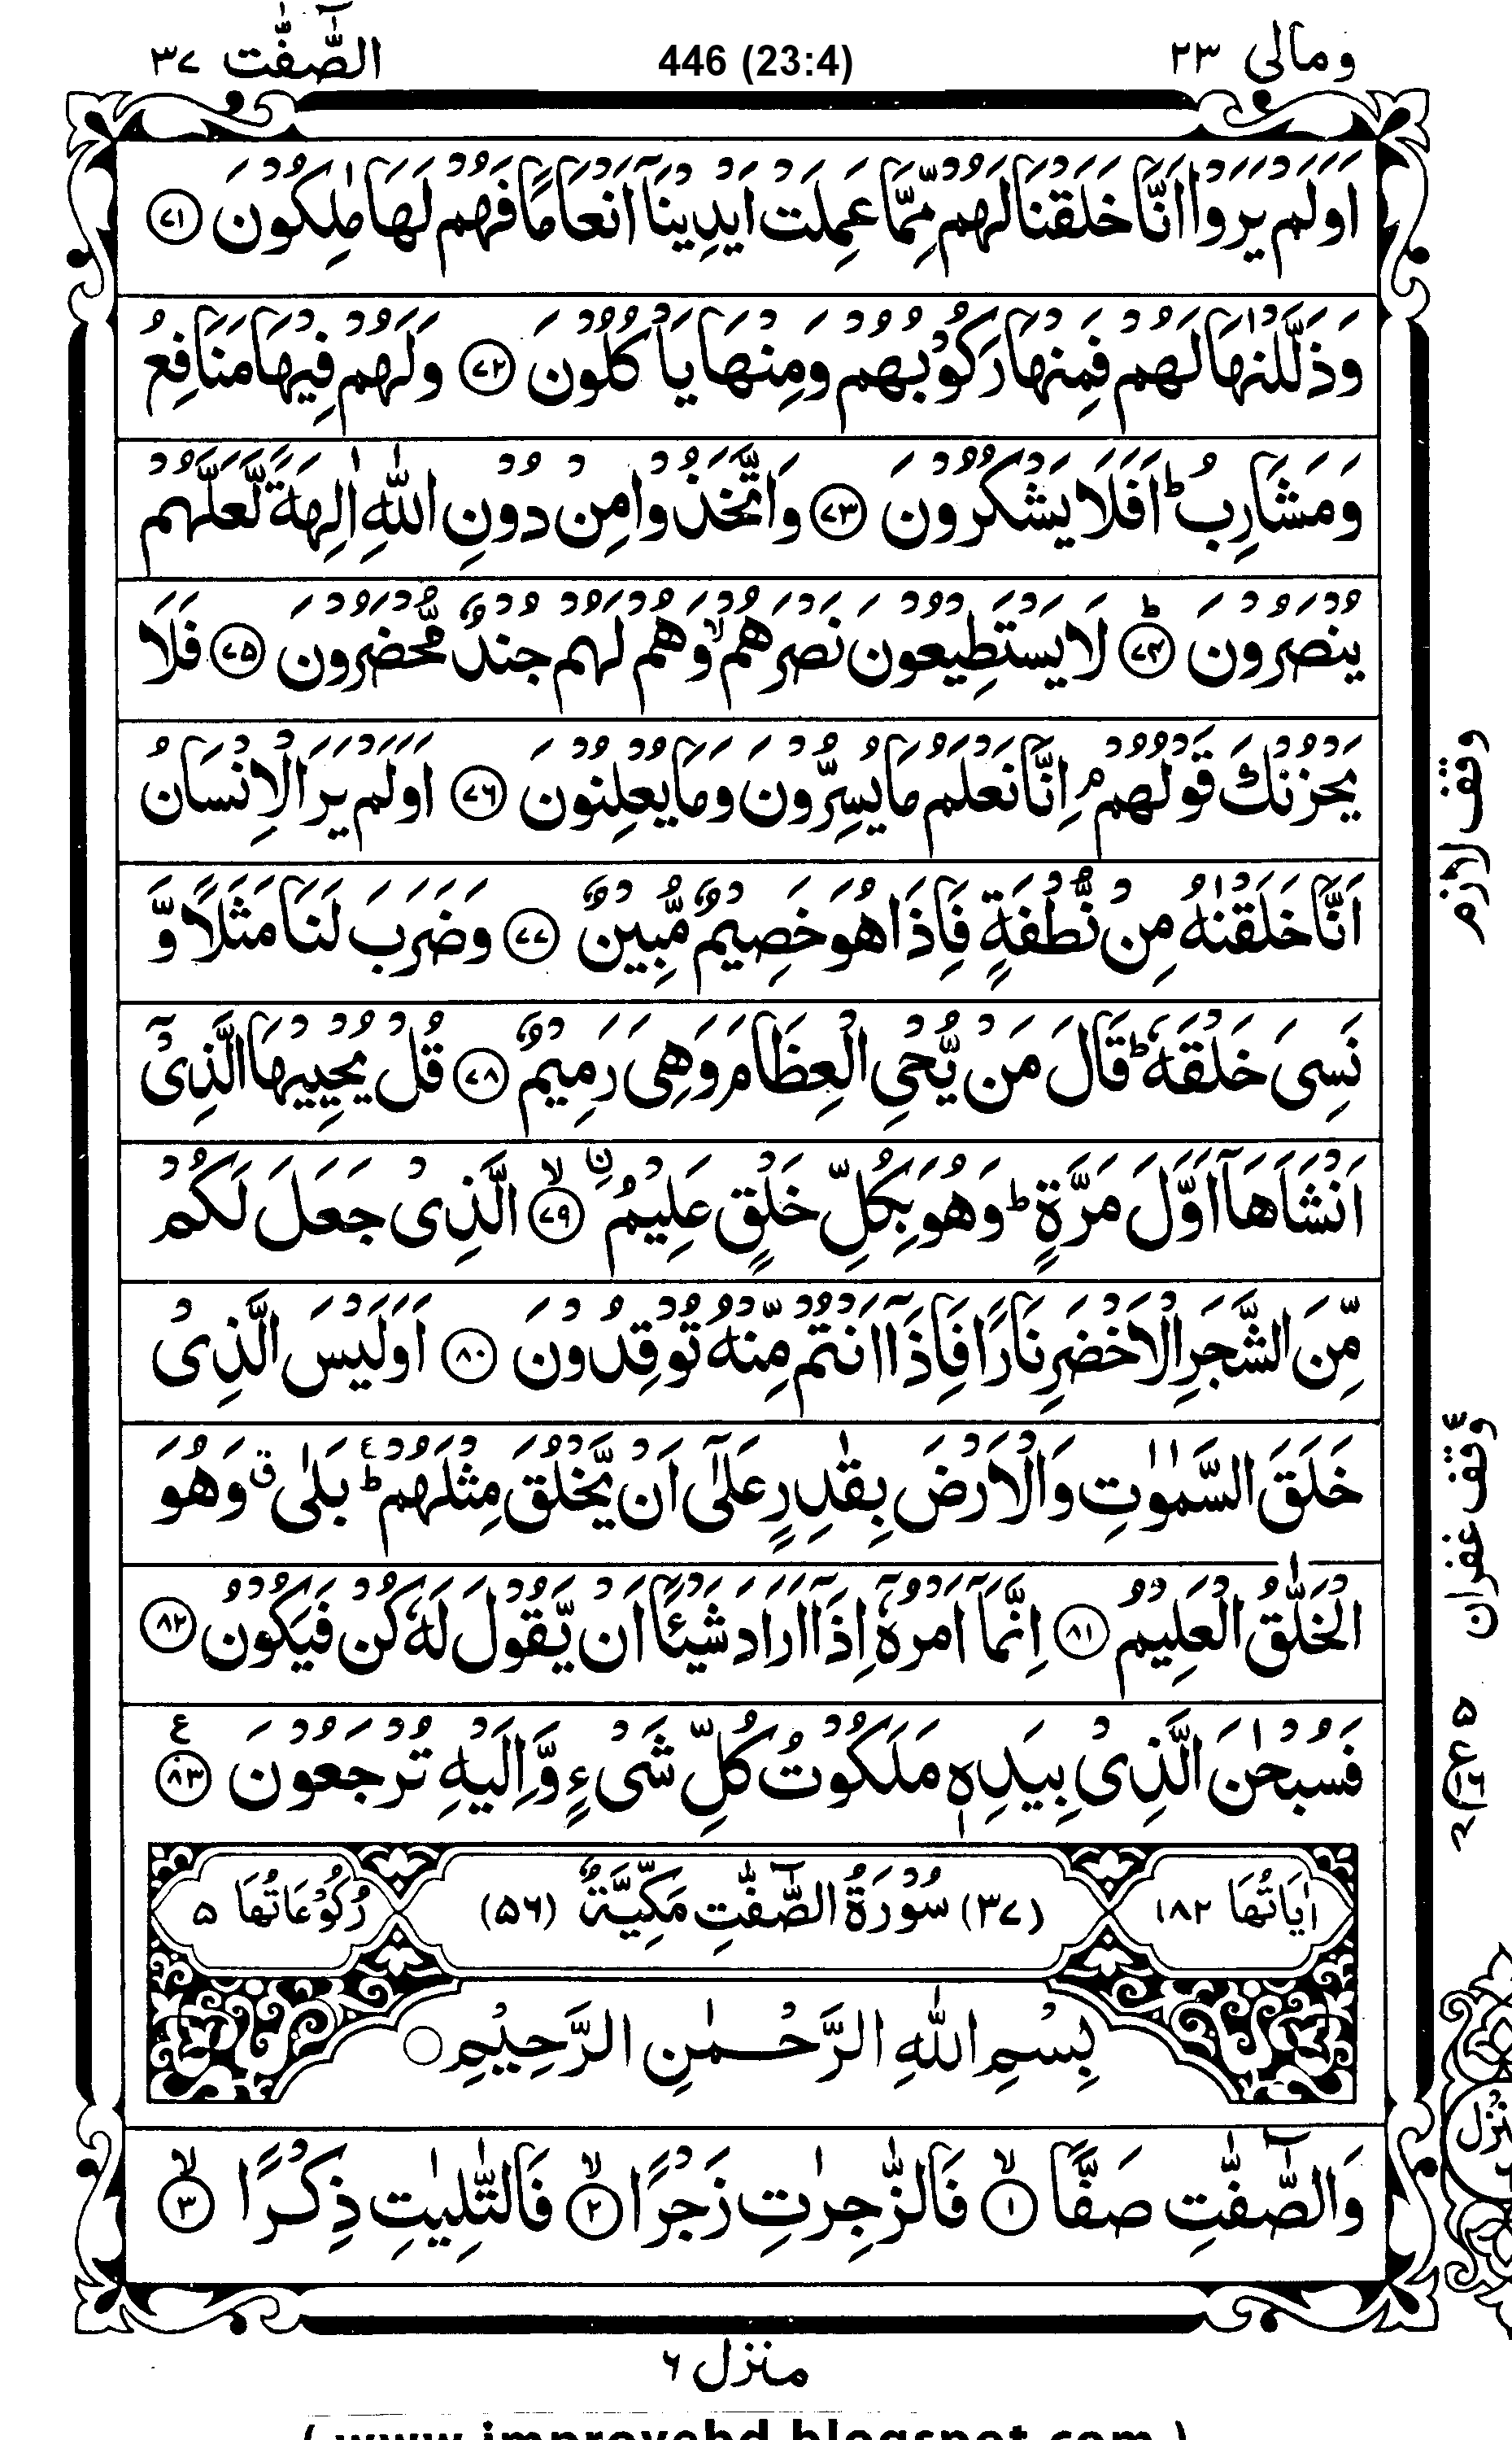 ومالی ٢٣ 446 (23:4) الصّٰٓفّٰت ٣٧
اَوَلَمْ يَرَوْا اَنَّا خَلَقْنَا لَهُمْ مِّمَّا عَمِلَتْ اَيْدِيْنَاۤ اَنْعَامًا فَهُمْ لَهَا مٰلِكُوْنَ ﴿٧١﴾
وَذَلَّلْنٰهَا لَهُمْ فَمِنْهَا رَكُوْبُهُمْ وَمِنْهَا يَاْكُلُوْنَ ﴿٧٢﴾ وَلَهُمْ فِيْهَا مَنَافِعُ
وَمَشَارِبُ ؕ اَفَلَا يَشْكُرُوْنَ ﴿٧٣﴾ وَاتَّخَذُوْا مِنْ دُوْنِ اللّٰهِ اٰلِهَةً لَّعَلَّهُمْ
يُنْصَرُوْنَ ؕ ﴿٧٤﴾ لَا يَسْتَطِيْعُوْنَ نَصْرَهُمْ ۙ وَهُمْ لَهُمْ جُنْدٌ مُّحْضَرُوْنَ ﴿٧٥﴾ فَلَا
يَحْزُنْكَ قَوْلُهُمْ ۘ اِنَّا نَعْلَمُ مَا يُسِرُّوْنَ وَمَا يُعْلِنُوْنَ ﴿٧٦﴾ اَوَلَمْ يَرَ الْاِنْسَانُ
وقف لازم
اَنَّا خَلَقْنٰهُ مِنْ نُّطْفَةٍ فَاِذَا هُوَ خَصِيْمٌ مُّبِيْنٌ ﴿٧٧﴾ وَضَرَبَ لَنَا مَثَلًا وَّ
نَسِىَ خَلْقَهٗ ؕ قَالَ مَنْ يُّحْىِ الْعِظَامَ وَهِىَ رَمِيْمٌ ﴿٧٨﴾ قُلْ يُحْيِيْهَا الَّذِىْۤ
اَنْشَاَهَاۤ اَوَّلَ مَرَّةٍ ؕ وَهُوَ بِكُلِّ خَلْقٍ عَلِيْمُ ۨ ۙ ﴿٧٩﴾ الَّذِىْ جَعَلَ لَكُمْ
مِّنَ الشَّجَرِ الْاَخْضَرِ نَارًا فَاِذَاۤ اَنْتُمْ مِّنْهُ تُوْقِدُوْنَ ﴿٨٠﴾ اَوَلَيْسَ الَّذِىْ
خَلَقَ السَّمٰوٰتِ وَالْاَرْضَ بِقٰدِرٍ عَلٰٓى اَنْ يَّخْلُقَ مِثْلَهُمْ ؕ بَلٰى ق وَهُوَ
وقف غفران
الْخَلّٰقُ الْعَلِيْمُ ﴿٨١﴾ اِنَّمَاۤ اَمْرُهٗۤ اِذَاۤ اَرَادَ شَيْئًا اَنْ يَّقُوْلَ لَهٗ كُنْ فَيَكُوْنُ ﴿٨٢﴾
فَسُبْحٰنَ الَّذِىْ بِيَدِهٖ مَلَكُوْتُ كُلِّ شَىْءٍ وَّاِلَيْهِ تُرْجَعُوْنَ ﴿٨٣﴾ ع
٥ ع ١٦ ٤
اٰيَاتُهَا ١٨٢ (٣٧) سُوْرَةُ الصّٰٓفّٰتِ مَكِّيَّةٌ (٥٦) رُكُوْعَاتُهَا ٥
بِسْمِ اللّٰهِ الرَّحْمٰنِ الرَّحِيْمِ
وَالصّٰٓفّٰتِ صَفًّا ۙ ﴿١﴾ فَالزّٰجِرٰتِ زَجْرًا ۙ ﴿٢﴾ فَالتّٰلِيٰتِ ذِكْرًا ۙ ﴿٣﴾
منزل ٦
( www.improvebd.blogspot.com )